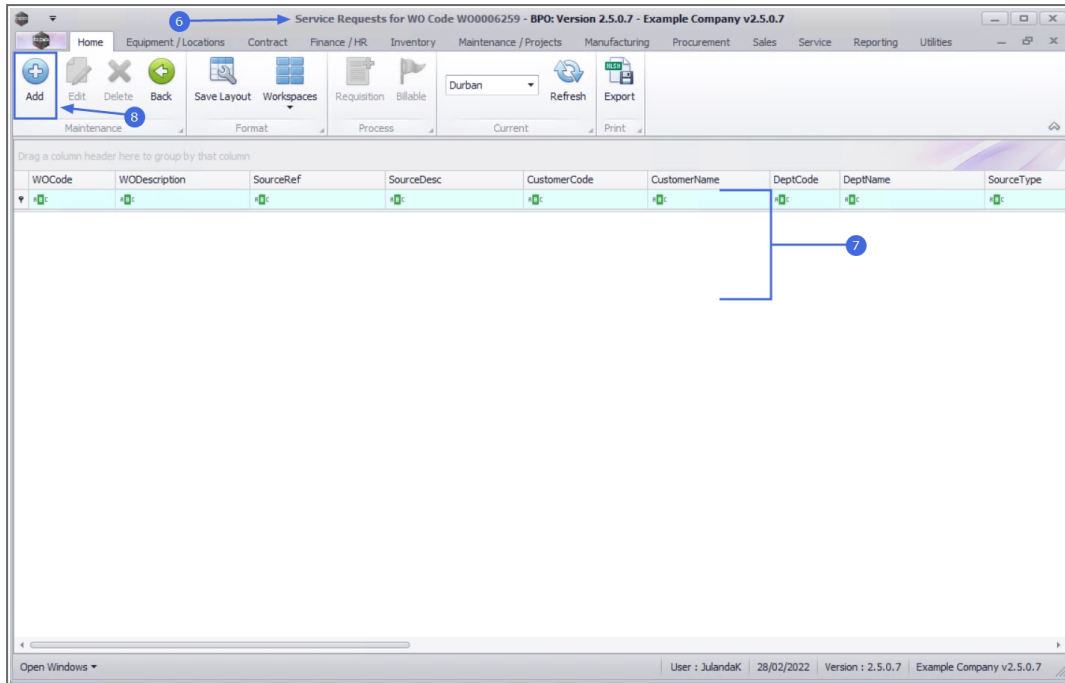 6
Service Requests for WO Code WO0006259 - BPO: Version 2.5.0.7 - Example Company v2.5.0.7
Home Equipment / Locations Contract Finance / HR Inventory Maintenance / Projects Manufacturing Procurement Sales Service Reporting Utilities
Add Edit Delete Back Save Layout Workspaces Requisition Billable Durban Refresh Export
8
Maintenance Format Process Current Print
Drag a column header here to group by that column
WOCode WODescription SourceRef SourceDesc CustomerCode CustomerName DeptCode DeptName SourceType
7
Open Windows User : JulandaK 28/02/2022 Version : 2.5.0.7 Example Company v2.5.0.7